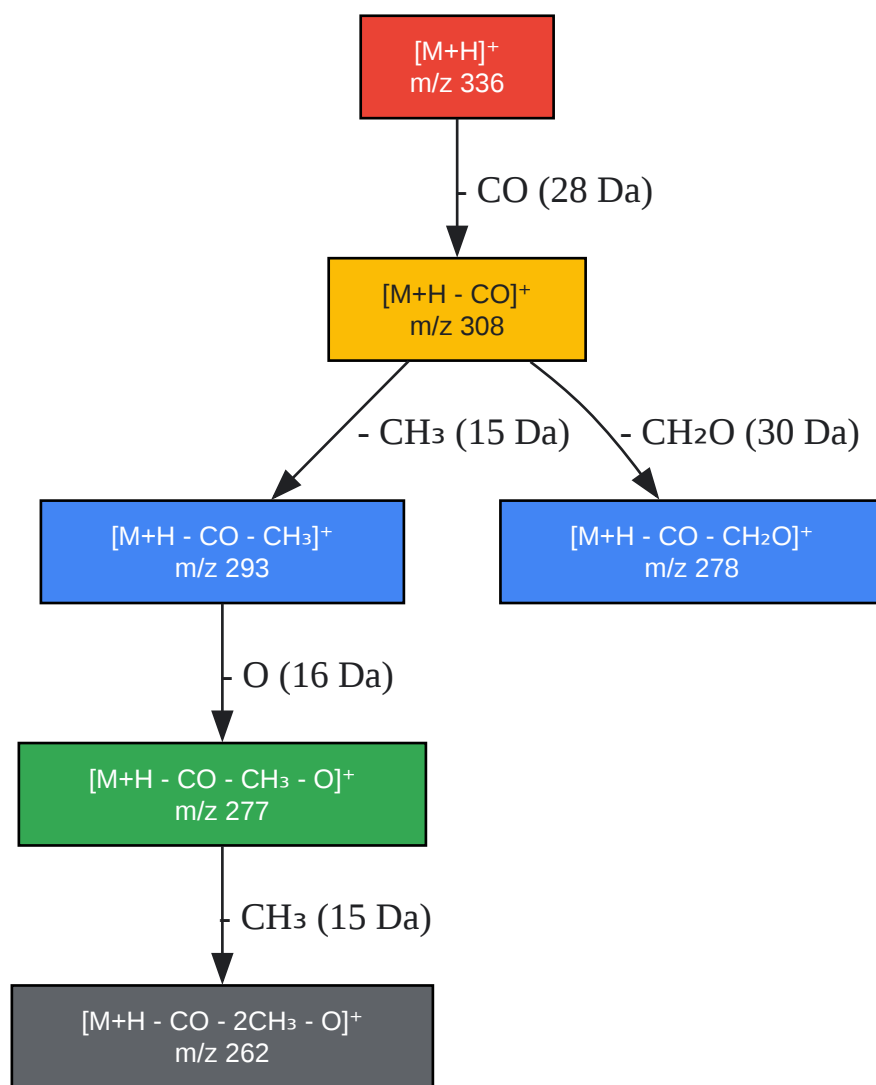 [M+H]⁺
m/z 336
- CO (28 Da)
[M+H - CO]⁺
m/z 308
- CH₃ (15 Da)
- CH₂O (30 Da)
[M+H - CO - CH₃]⁺
m/z 293
[M+H - CO - CH₂O]⁺
m/z 278
- O (16 Da)
[M+H - CO - CH₃ - O]⁺
m/z 277
- CH₃ (15 Da)
[M+H - CO - 2CH₃ - O]⁺
m/z 262